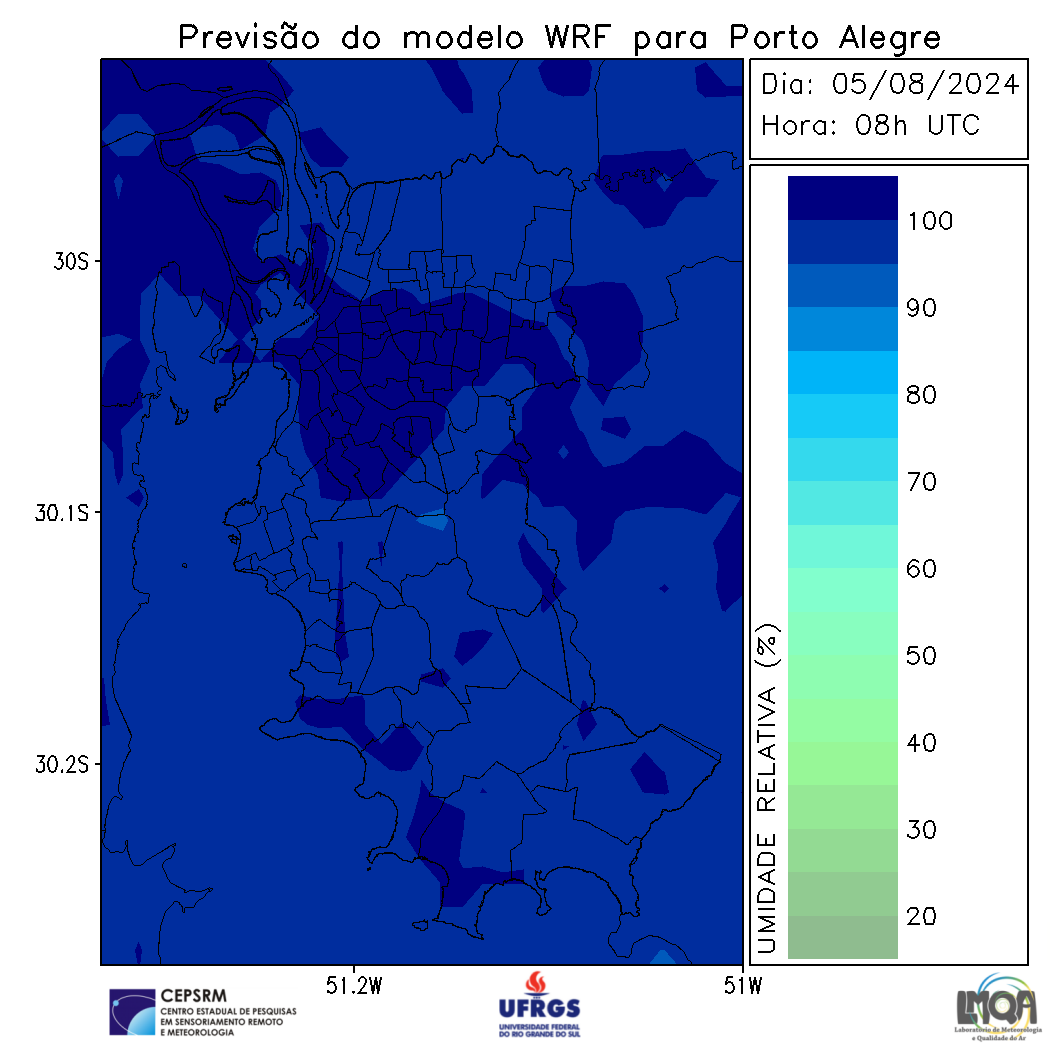 Previsão do modelo WRF para Porto Alegre
Dia: 05/08/2024
Hora: 08h UTC
100
90
80
70
60
50
40
30
20
UMIDADE RELATIVA (%)
30S
30.1S
30.2S
51.2W
51W
CEPSRM
CENTRO ESTADUAL DE PESQUISAS
EM SENSORIAMENTO REMOTO
E METEOROLOGIA
UFRGS
UNIVERSIDADE FEDERAL
DO RIO GRANDE DO SUL
LMQA
Laboratório de Meteorologia
e Qualidade do Ar